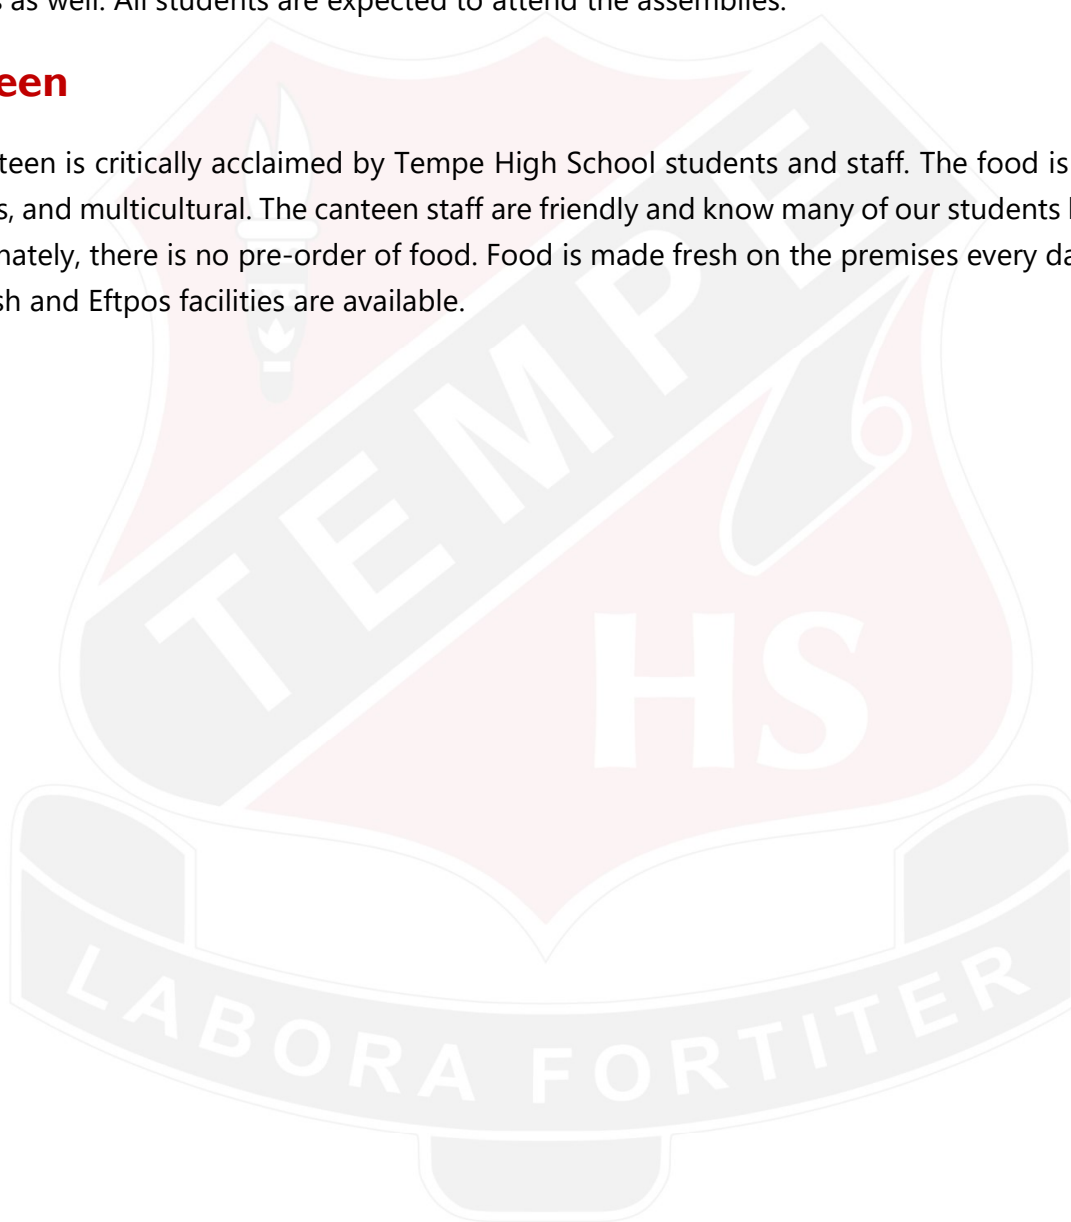 s as well. All students are expected to attend the assemblies.
een
teen is critically acclaimed by Tempe High School students and staff. The food is
s, and multicultural. The canteen staff are friendly and know many of our students
nately, there is no pre-order of food. Food is made fresh on the premises every da
sh and Eftpos facilities are available.
TEMPE
HS
LABORA FORTITER